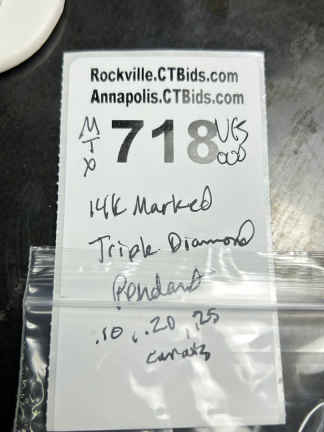 Rockville.CTBids.com
Annapolis.CTBids.com
718
14k Marked
Triple Diamond
Pendant
.10, .20, .25
carats